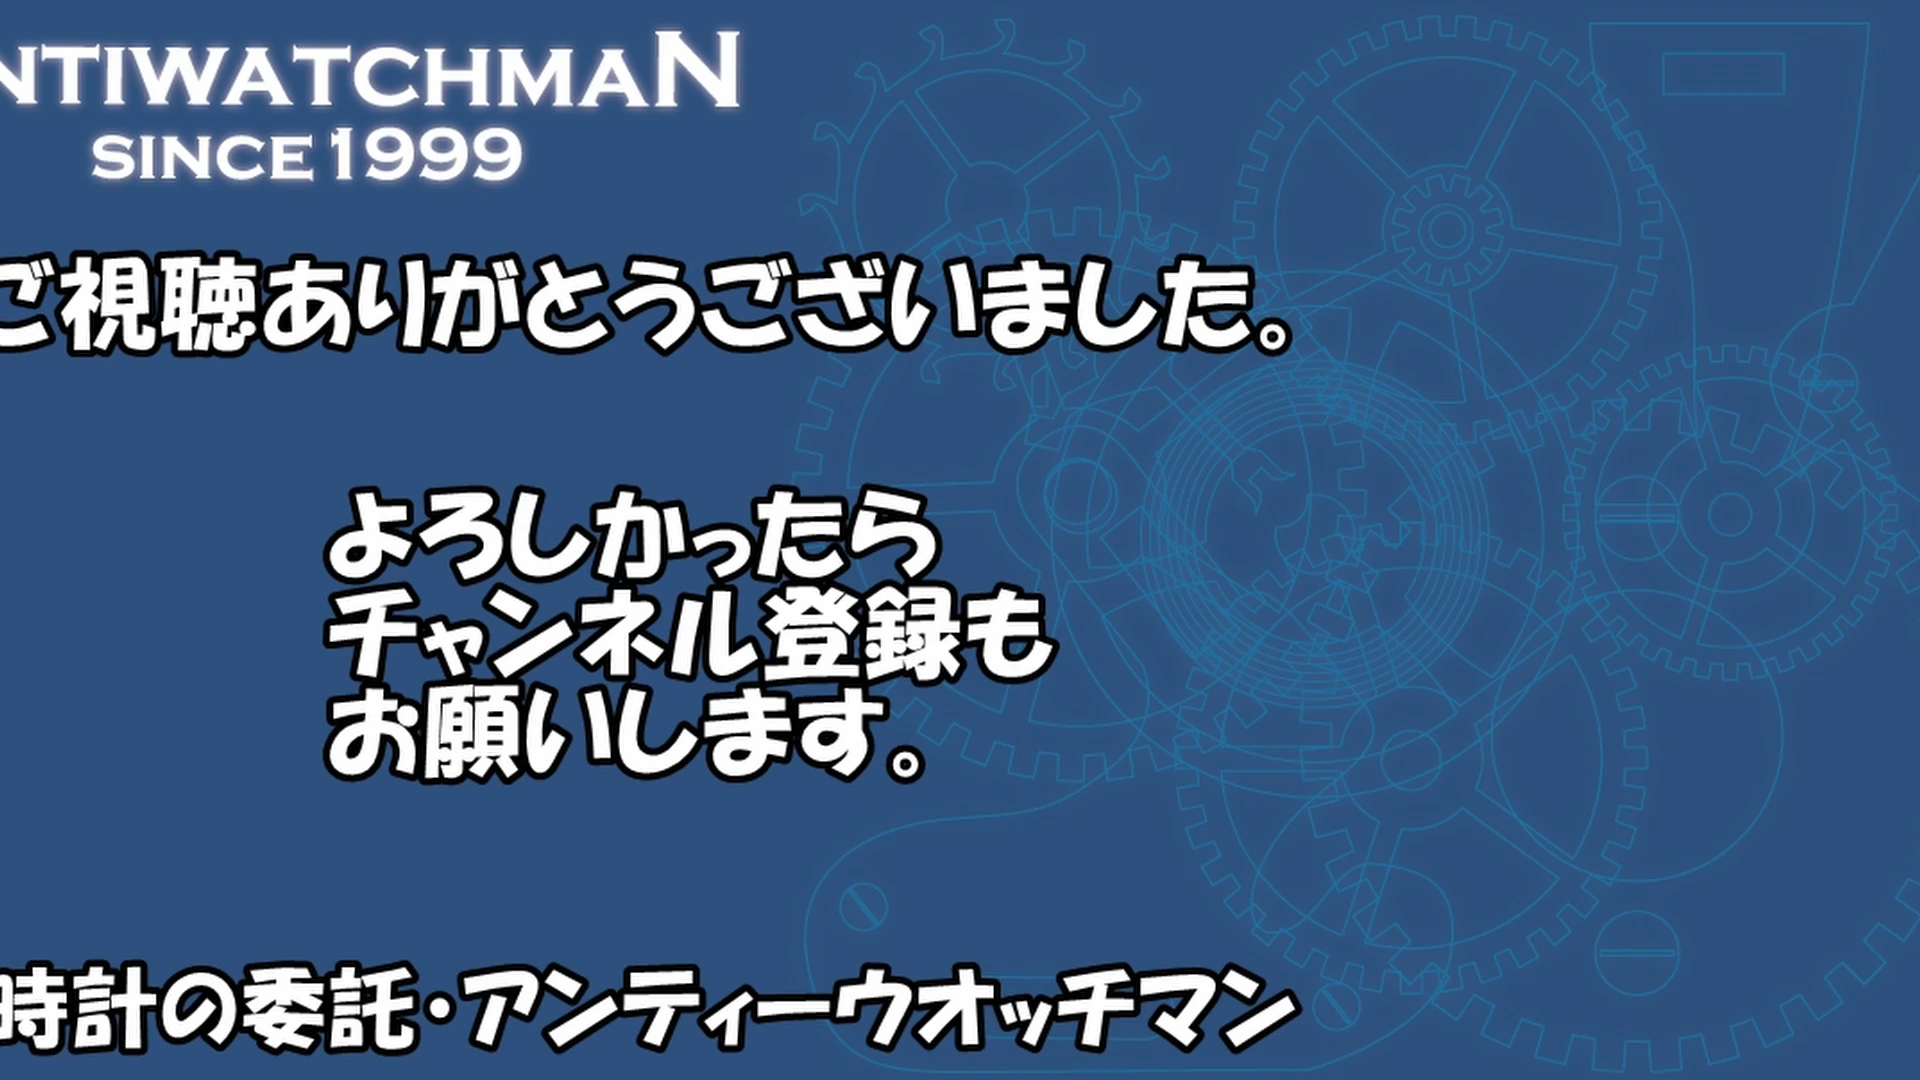 NTIWATCHMAN
SINCE 1999
ご視聴ありがとうございました。
よろしかったら
チャンネル登録も
お願いします。
時計の委託・アンティーウオッチマン